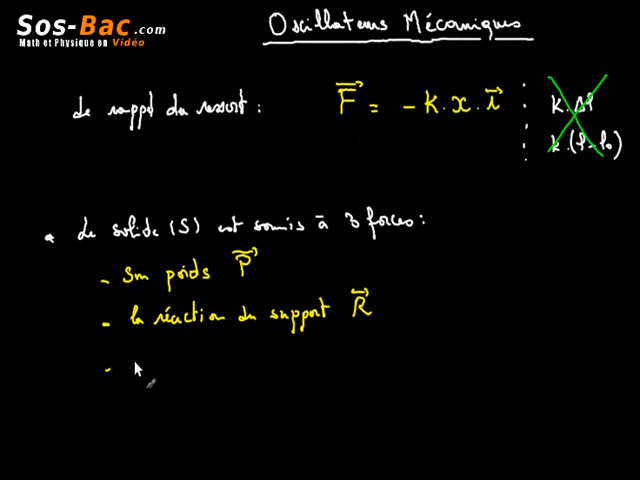 Sos-Bac.com
Math et Physique en Vidéo
Oscillateurs Mécaniques
de rappel du ressort : F⃗ = - k. x. i⃗
k. Δl
k. (l - l₀)
* Le solide (S) est soumis à 3 forces :
- Son poids P⃗
- la réaction du support R⃗
-